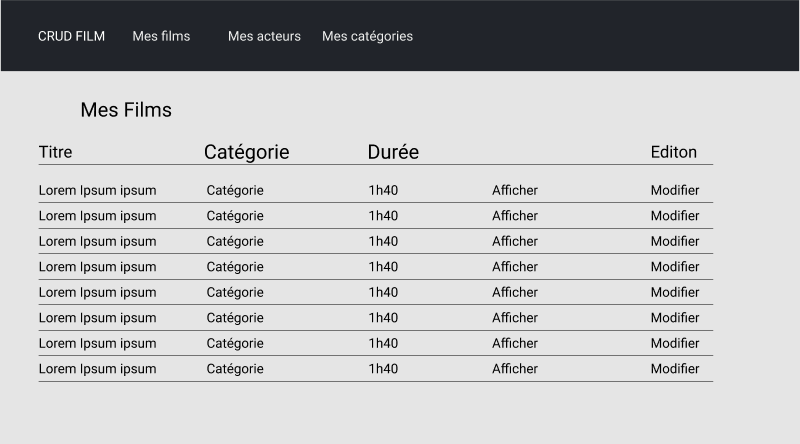 CRUD FILM Mes films Mes acteurs Mes catégories
Mes Films
Titre Catégorie Durée Editon
Lorem Ipsum ipsum Catégorie 1h40 Afficher Modifier
Lorem Ipsum ipsum Catégorie 1h40 Afficher Modifier
Lorem Ipsum ipsum Catégorie 1h40 Afficher Modifier
Lorem Ipsum ipsum Catégorie 1h40 Afficher Modifier
Lorem Ipsum ipsum Catégorie 1h40 Afficher Modifier
Lorem Ipsum ipsum Catégorie 1h40 Afficher Modifier
Lorem Ipsum ipsum Catégorie 1h40 Afficher Modifier
Lorem Ipsum ipsum Catégorie 1h40 Afficher Modifier